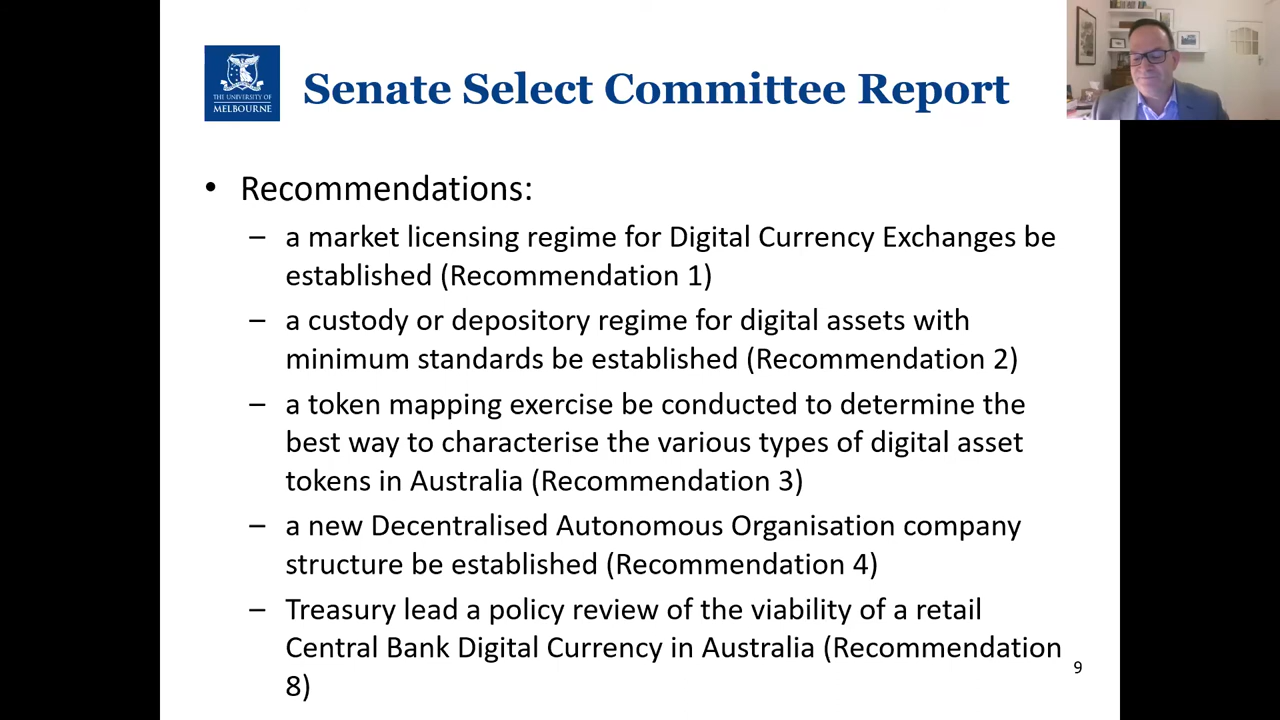 THE UNIVERSITY OF
MELBOURNE
Senate Select Committee Report
• Recommendations:
– a market licensing regime for Digital Currency Exchanges be
established (Recommendation 1)
– a custody or depository regime for digital assets with
minimum standards be established (Recommendation 2)
– a token mapping exercise be conducted to determine the
best way to characterise the various types of digital asset
tokens in Australia (Recommendation 3)
– a new Decentralised Autonomous Organisation company
structure be established (Recommendation 4)
– Treasury lead a policy review of the viability of a retail
Central Bank Digital Currency in Australia (Recommendation
8)
9